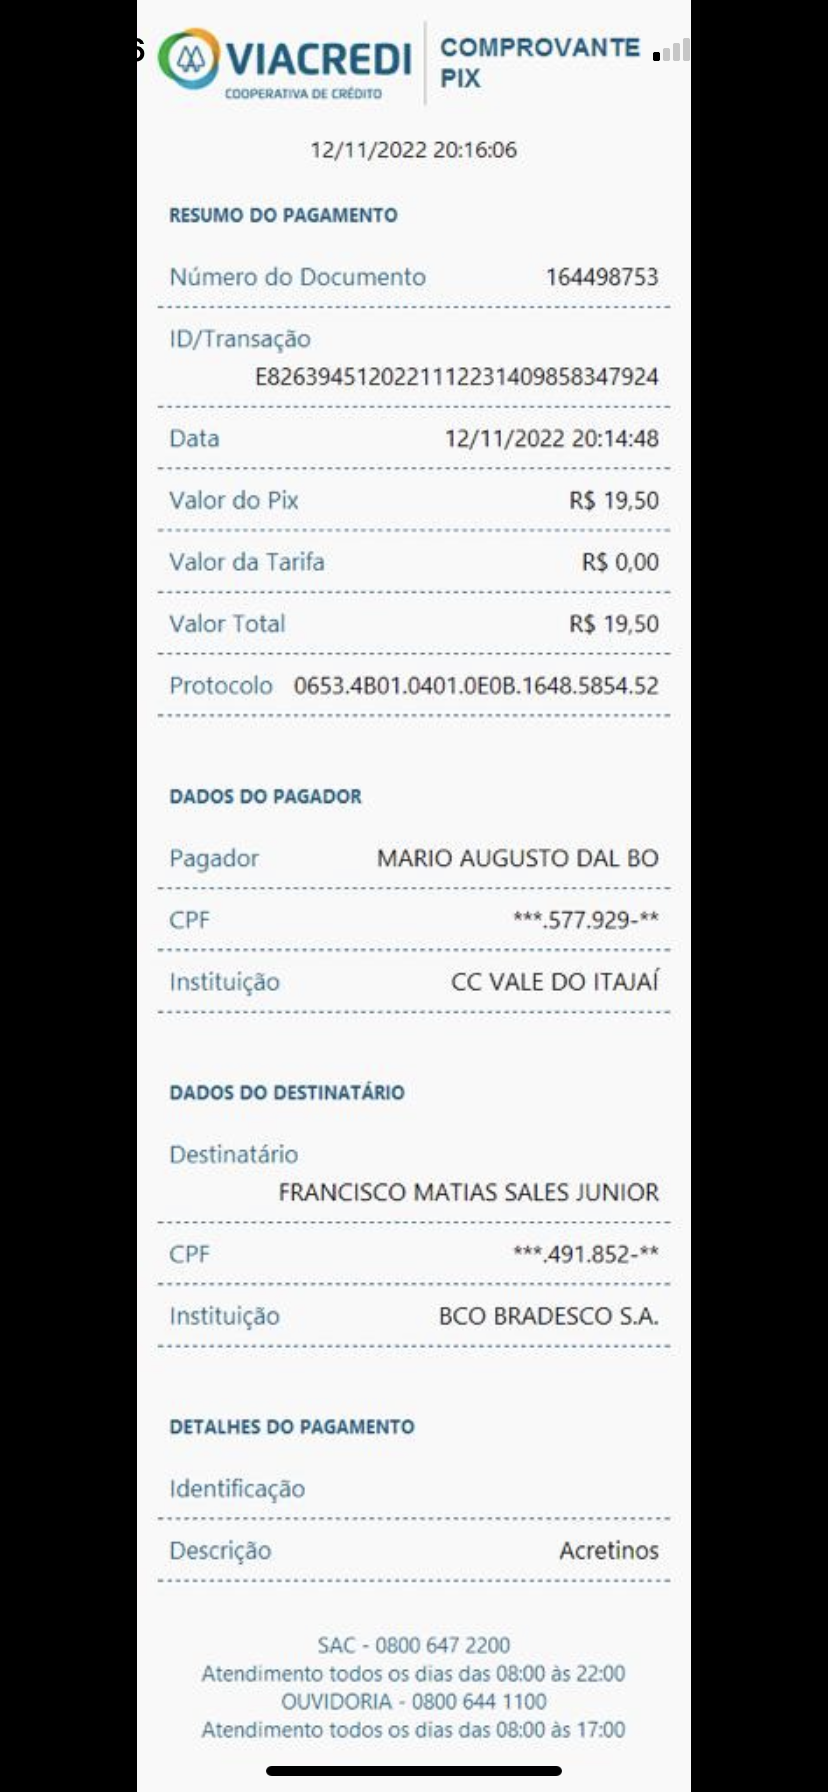 VIACREDI
COOPERATIVA DE CRÉDITO
COMPROVANTE
PIX
12/11/2022 20:16:06
RESUMO DO PAGAMENTO
Número do Documento 164498753
ID/Transação
E82639451202211122231409858347924
Data 12/11/2022 20:14:48
Valor do Pix R$ 19,50
Valor da Tarifa R$ 0,00
Valor Total R$ 19,50
Protocolo 0653.4B01.0401.0E0B.1648.5854.52
DADOS DO PAGADOR
Pagador MARIO AUGUSTO DAL BO
CPF ***.577.929-**
Instituição CC VALE DO ITAJAÍ
DADOS DO DESTINATÁRIO
Destinatário
FRANCISCO MATIAS SALES JUNIOR
CPF ***.491.852-**
Instituição BCO BRADESCO S.A.
DETALHES DO PAGAMENTO
Identificação
Descrição Acretinos
SAC - 0800 647 2200
Atendimento todos os dias das 08:00 às 22:00
OUVIDORIA - 0800 644 1100
Atendimento todos os dias das 08:00 às 17:00